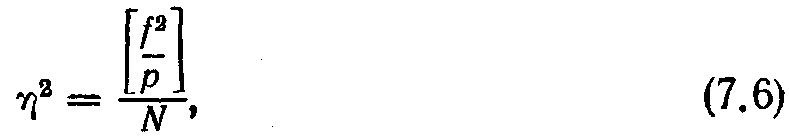 η² = [f²/p]/N, (7.6)